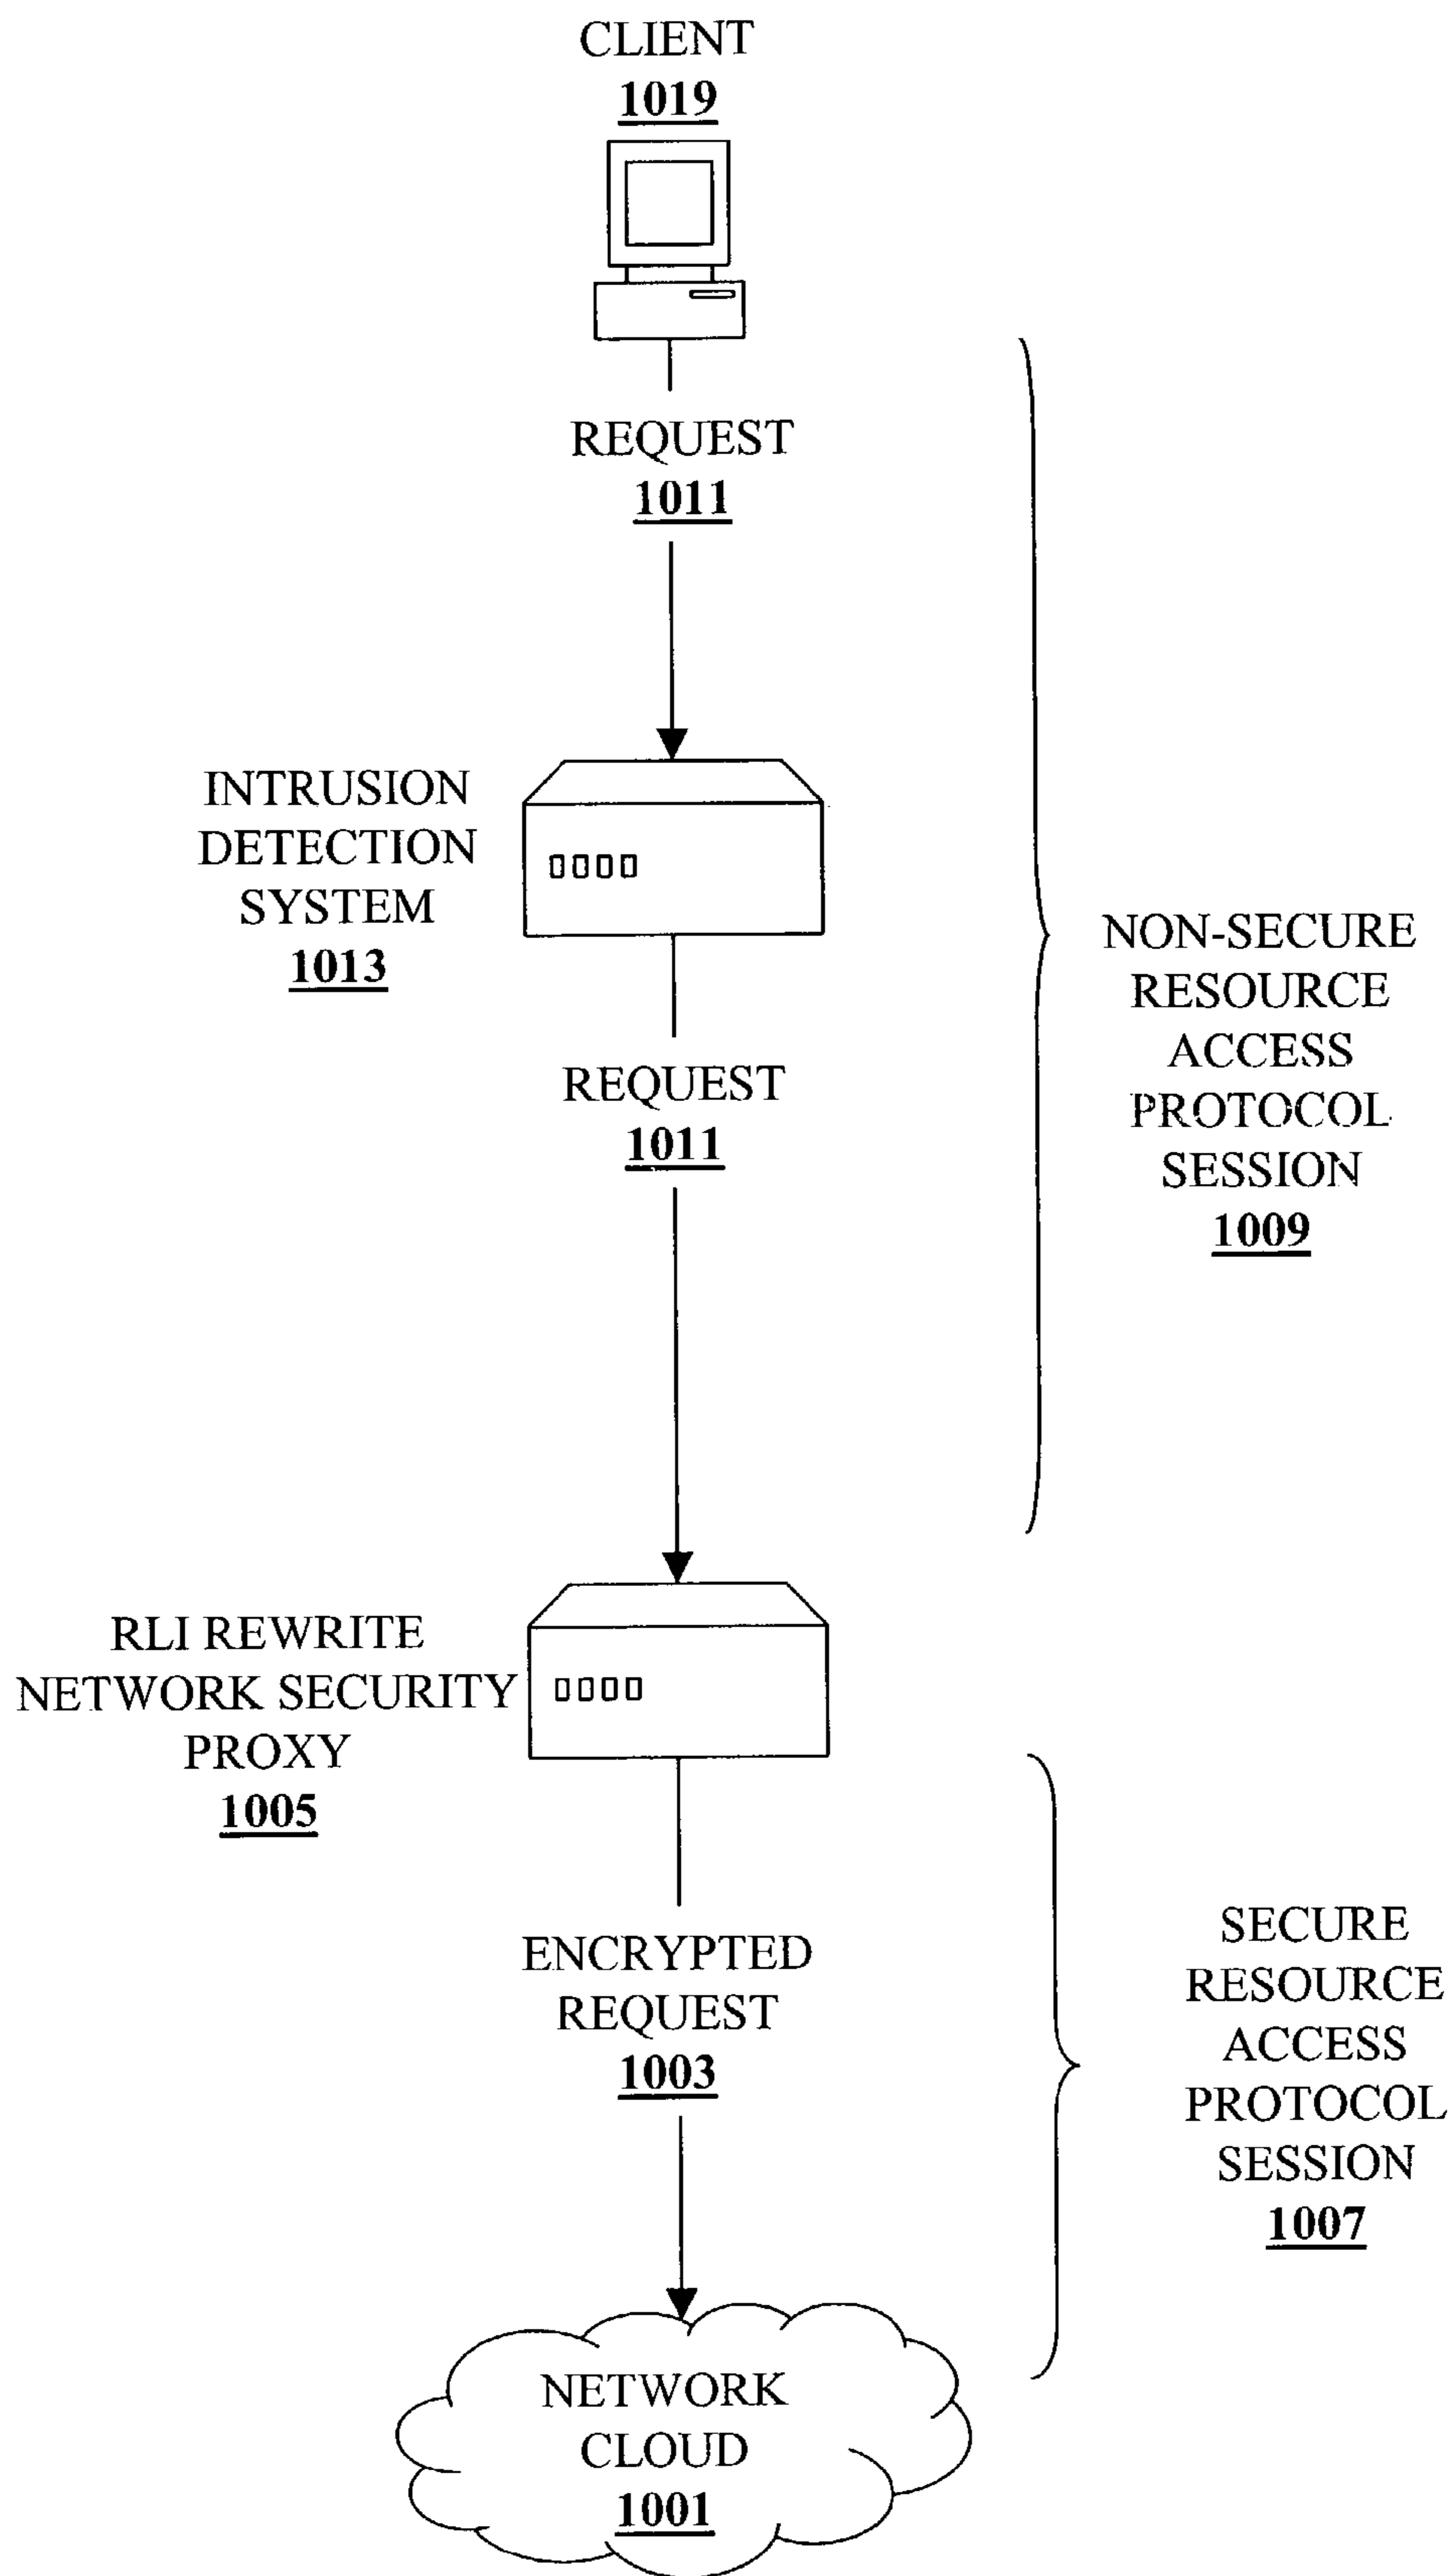 CLIENT
1019
REQUEST
1011
INTRUSION
DETECTION
SYSTEM
1013
NON-SECURE
RESOURCE
ACCESS
PROTOCOL
SESSION
1009
REQUEST
1011
RLI REWRITE
NETWORK SECURITY
PROXY
1005
ENCRYPTED
REQUEST
1003
SECURE
RESOURCE
ACCESS
PROTOCOL
SESSION
1007
NETWORK
CLOUD
1001